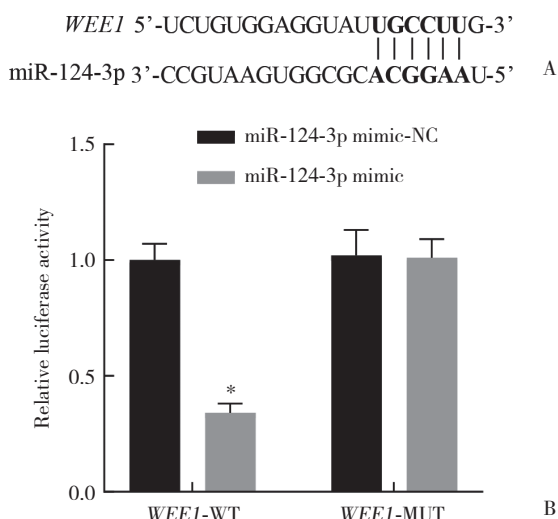 WEE1 5’-UCUGUGGAGGUAUUGCCUUG-3’
miR-124-3p 3’-CCGUAAGUGGCGCACGGAAU-5’
A
miR-124-3p mimic-NC
miR-124-3p mimic
Relative luciferase activity
1.5
1.0
0.5
0.0
*
WEE1-WT
WEE1-MUT
B